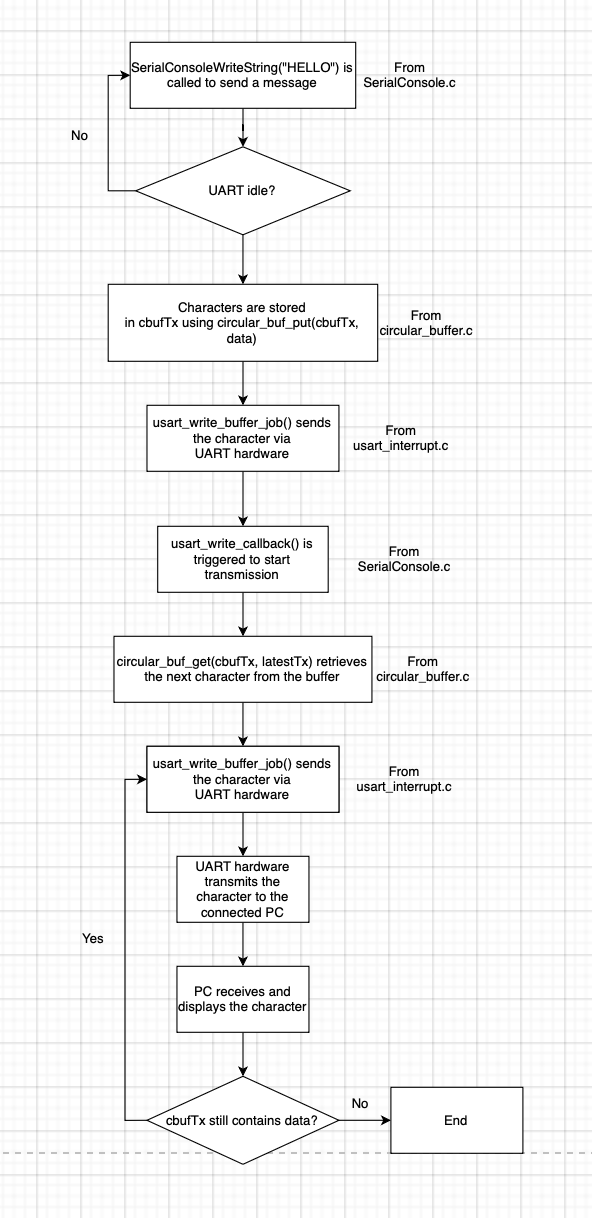 SerialConsoleWriteString("HELLO") is
called to send a message
From
SerialConsole.c
No
UART idle?
Characters are stored
in cbufTx using circular_buf_put(cbufTx,
data)
From
circular_buffer.c
usart_write_buffer_job() sends
the character via
UART hardware
From
usart_interrupt.c
usart_write_callback() is
triggered to start
transmission
From
SerialConsole.c
circular_buf_get(cbufTx, latestTx) retrieves
the next character from the buffer
From
circular_buffer.c
usart_write_buffer_job() sends
the character via
UART hardware
From
usart_interrupt.c
UART hardware
transmits the
character to the
connected PC
Yes
PC receives and
displays the character
cbufTx still contains data?
No
End